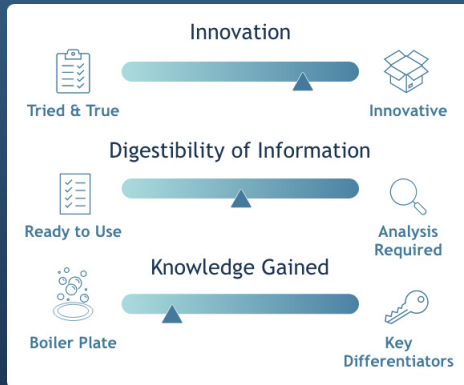 Innovation
Tried & True
Innovative
Digestibility of Information
Ready to Use
Analysis
Required
Knowledge Gained
Boiler Plate
Key
Differentiators